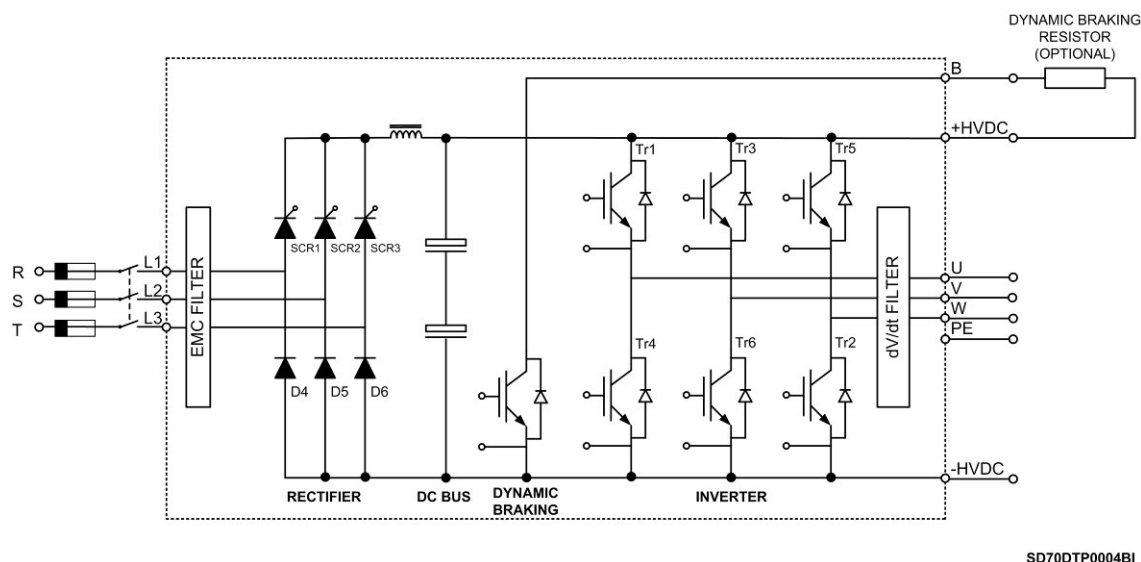 DYNAMIC BRAKING
RESISTOR
(OPTIONAL)
B
+HVDC
Tr1
Tr3
Tr5
SCR1
SCR2
SCR3
R
S
T
L1
L2
L3
EMC FILTER
dV/dt FILTER
U
V
W
PE
Tr4
Tr6
Tr2
D4
D5
D6
-HVDC
RECTIFIER
DC BUS
DYNAMIC
BRAKING
INVERTER
SD70DTP0004BI